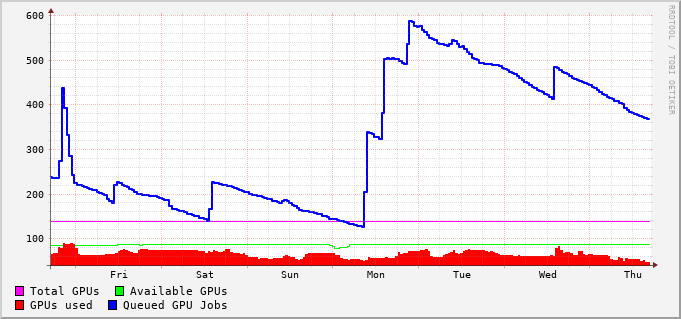 600
500
400
300
200
100
Fri Sat Sun Mon Tue Wed Thu
Total GPUs Available GPUs
GPUs used Queued GPU Jobs
RRDTOOL / TOBI OETIKER